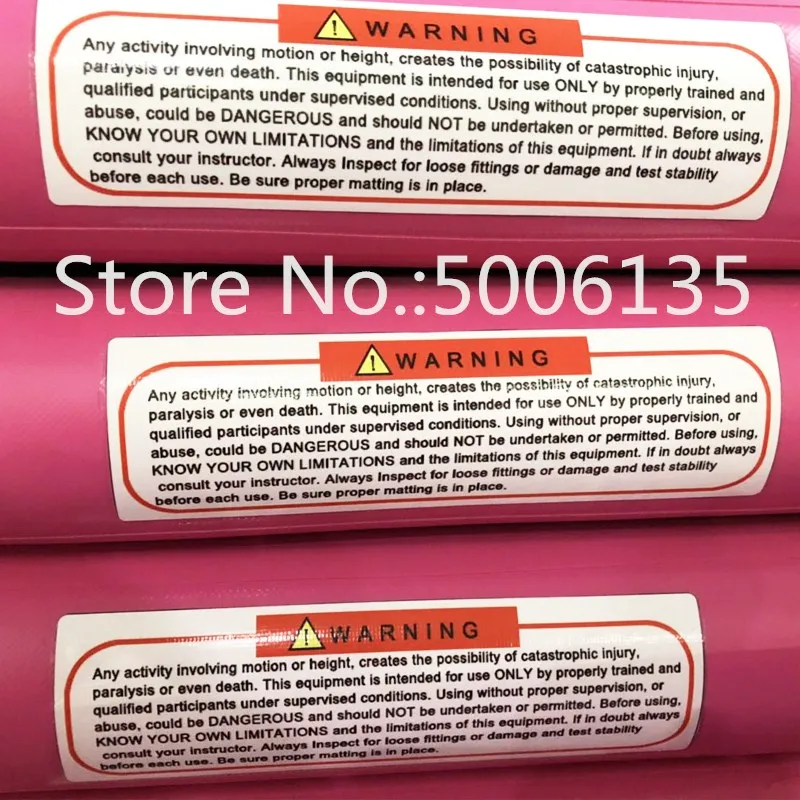 WARNING
Any activity involving motion or height, creates the possibility of catastrophic injury,
paralysis or even death. This equipment is intended for use ONLY by properly trained and
qualified participants under supervised conditions. Using without proper supervision, or
abuse, could be DANGEROUS and should NOT be undertaken or permitted. Before using,
KNOW YOUR OWN LIMITATIONS and the limitations of this equipment. If in doubt always
consult your instructor. Always Inspect for loose fittings or damage and test stability
before each use. Be sure proper matting is in place.
Store No.:5006135
WARNING
Any activity involving motion or height, creates the possibility of catastrophic injury,
paralysis or even death. This equipment is intended for use ONLY by properly trained and
qualified participants under supervised conditions. Using without proper supervision, or
abuse, could be DANGEROUS and should NOT be undertaken or permitted. Before using,
KNOW YOUR OWN LIMITATIONS and the limitations of this equipment. If in doubt always
consult your instructor. Always Inspect for loose fittings or damage and test stability
before each use. Be sure proper matting is in place.
WARNING
Any activity involving motion or height, creates the possibility of catastrophic injury,
paralysis or even death. This equipment is intended for use ONLY by properly trained and
qualified participants under supervised conditions. Using without proper supervision, or
abuse, could be DANGEROUS and should NOT be undertaken or permitted. Before using,
KNOW YOUR OWN LIMITATIONS and the limitations of this equipment. If in doubt always
consult your instructor. Always Inspect for loose fittings or damage and test stability
before each use. Be sure proper matting is in place.